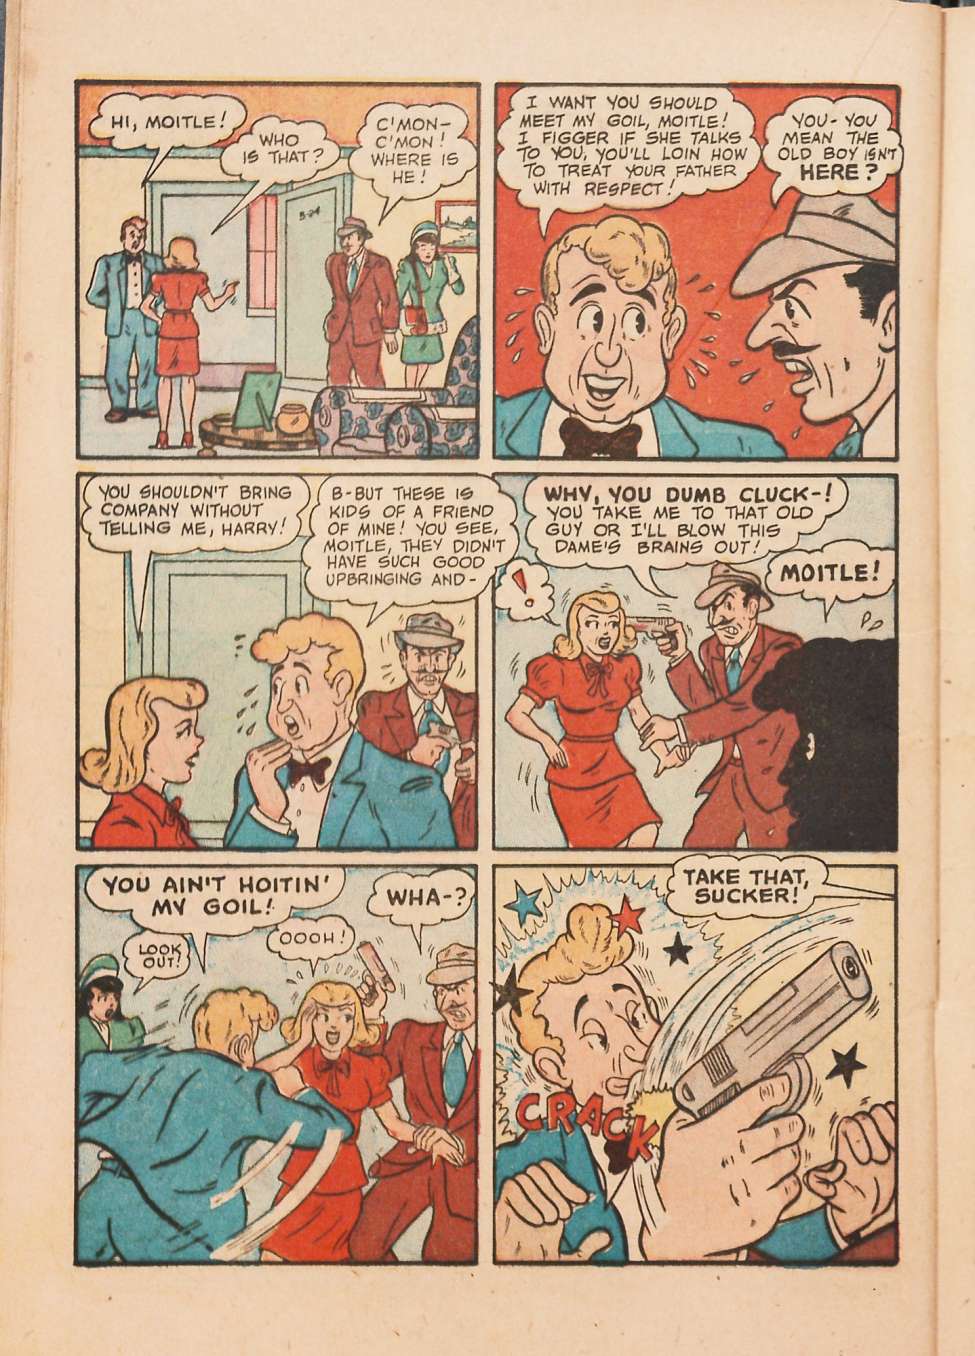 HI, MOITLE!
WHO
IS THAT?
C'MON-
C'MON!
WHERE IS
HE!
B-24
I WANT YOU SHOULD
MEET MY GOIL, MOITLE!
I FIGGER IF SHE TALKS
TO YOU, YOU'LL LOIN HOW
TO TREAT YOUR FATHER
WITH RESPECT!
YOU-YOU
MEAN THE
OLD BOY ISN'T
HERE?
YOU SHOULDN'T BRING
COMPANY WITHOUT
TELLING ME, HARRY!
B-BUT THESE IS
KIDS OF A FRIEND
OF MINE! YOU SEE,
MOITLE, THEY DIDN'T
HAVE SUCH GOOD
UPBRINGING AND-
!
WHY, YOU DUMB CLUCK-!
YOU TAKE ME TO THAT OLD
GUY OR I'LL BLOW THIS
DAME'S BRAINS OUT!
MOITLE!
YOU AIN'T HOITIN'
MY GOIL!
LOOK
OUT!
OOOH!
WHA-?
TAKE THAT,
SUCKER!
CRACK